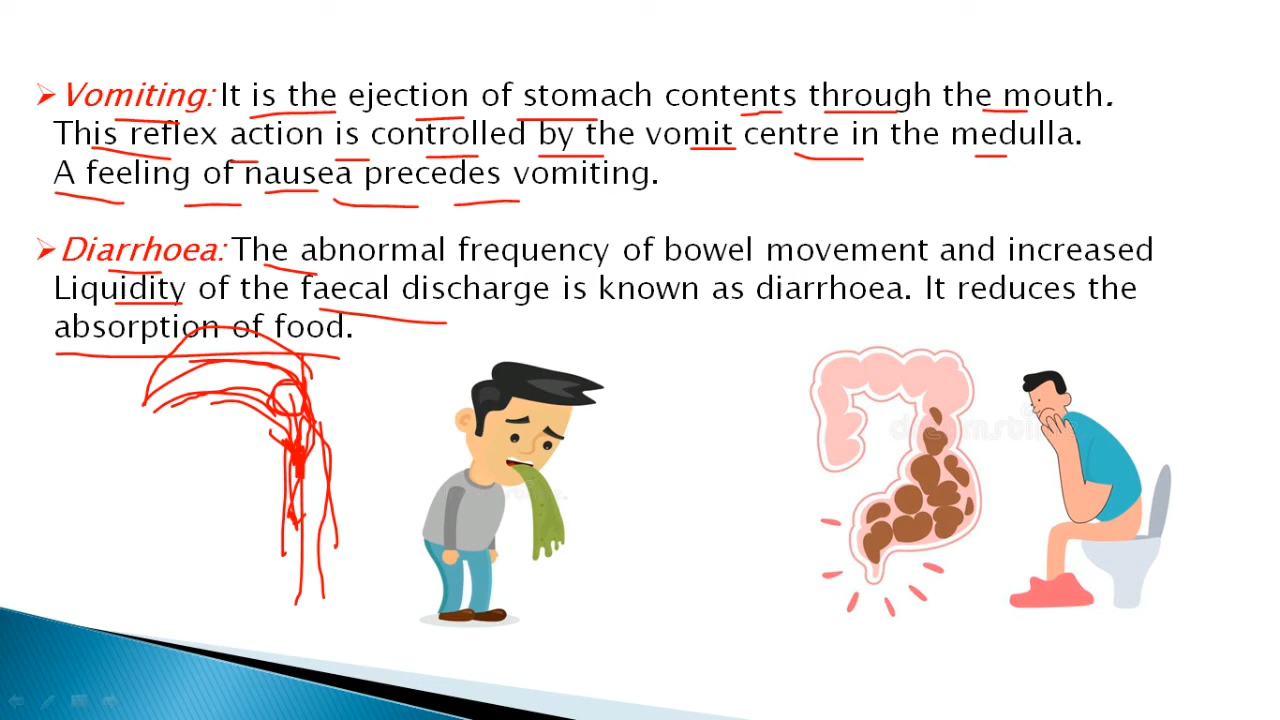 Vomiting: It is the ejection of stomach contents through the mouth.
This reflex action is controlled by the vomit centre in the medulla.
A feeling of nausea precedes vomiting.
Diarrhoea: The abnormal frequency of bowel movement and increased
Liquidity of the faecal discharge is known as diarrhoea. It reduces the
absorption of food.